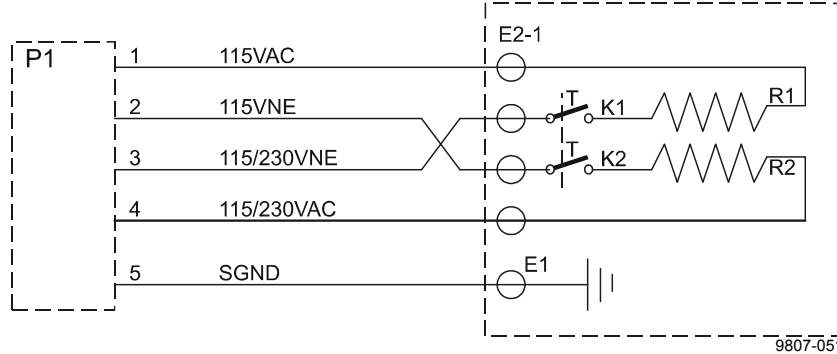 E2-1
P1
1 115VAC
2 115VNE
T K1 R1
3 115/230VNE
T K2 R2
4 115/230VAC
5 SGND
E1
9807-05